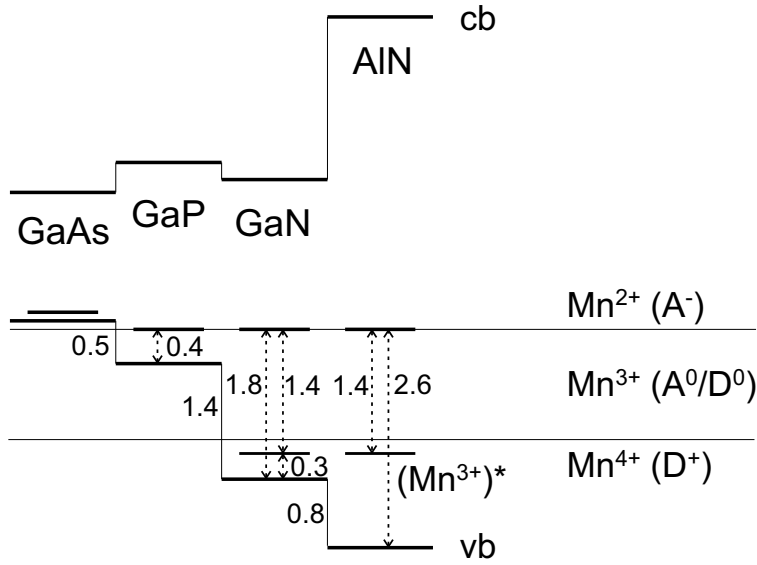 cb
AlN
GaAs
GaP
GaN
Mn²⁺ (A⁻)
0.5
0.4
1.8
1.4
1.4
2.6
Mn³⁺ (A⁰/D⁰)
1.4
Mn⁴⁺ (D⁺)
0.3
(Mn³⁺)*
0.8
vb